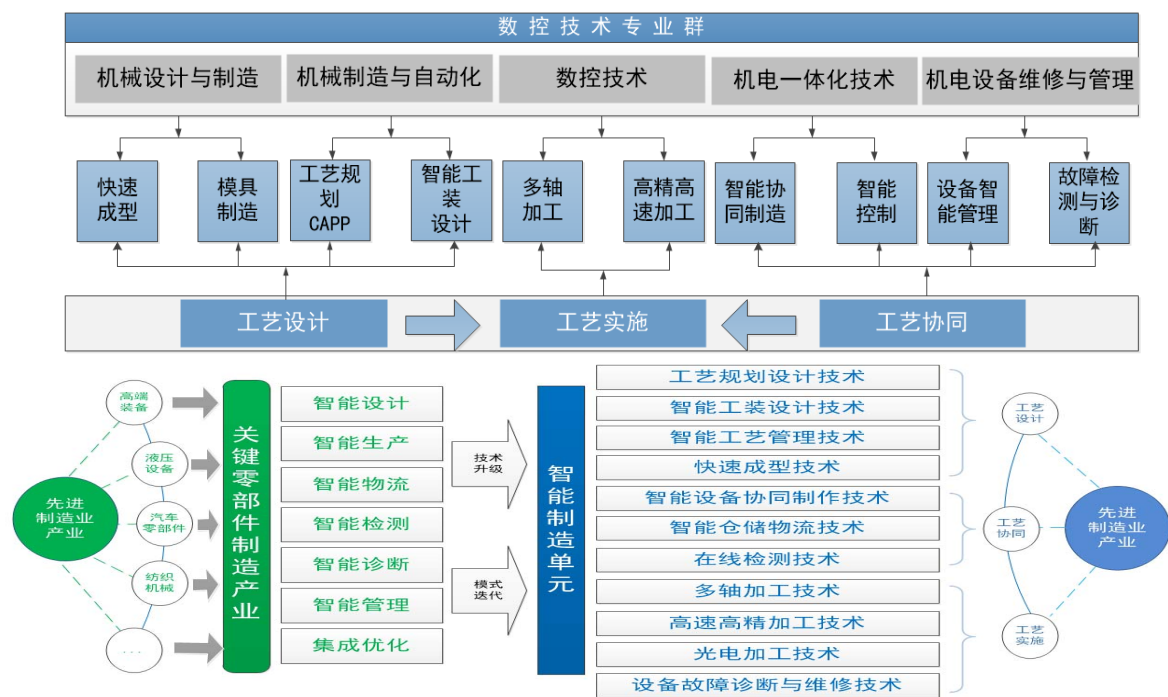 数控技术专业群
机械设计与制造
机械制造与自动化
数控技术
机电一体化技术
机电设备维修与管理
快速
成型
模具
制造
工艺规
划
CAPP
智能工
装
设计
多轴
加工
高精高
速加工
智能协
同制造
智能
控制
设备智
能管理
故障检
测与诊
断
工艺设计
工艺实施
工艺协同
先进
制造业
产业
高端
装备
液压
设备
汽车
零部件
纺织
机械
...
关键零部件制造产业
智能设计
智能生产
智能物流
智能检测
智能诊断
智能管理
集成优化
技术
升级
模式
迭代
智能制造单元
工艺规划设计技术
智能工装设计技术
智能工艺管理技术
快速成型技术
智能设备协同制作技术
智能仓储物流技术
在线检测技术
多轴加工技术
高速高精加工技术
光电加工技术
设备故障诊断与维修技术
工艺
设计
工艺
协同
工艺
实施
先进
制造业
产业